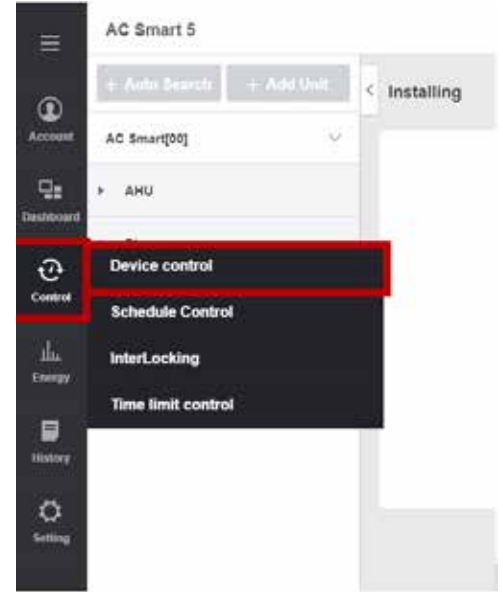 AC Smart 5
+ Auto Search
+ Add Unit
Installing
Account
AC Smart[00]
AHU
Dashboard
Device control
Control
Schedule Control
InterLocking
Energy
Time limit control
History
Setting